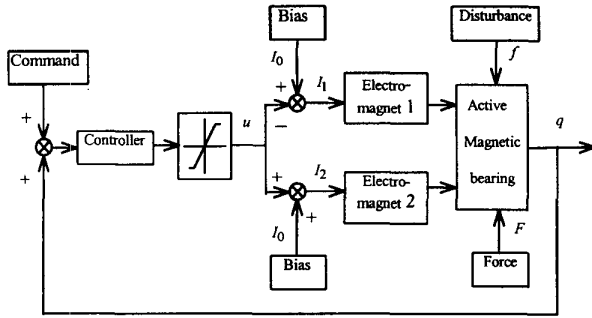 Bias
Disturbance
Command
I0
f
+
I1
Electro-
magnet 1
Active
Magnetic
bearing
q
+
Controller
u
−
+
+
I2
Electro-
magnet 2
I0
+
F
Bias
Force